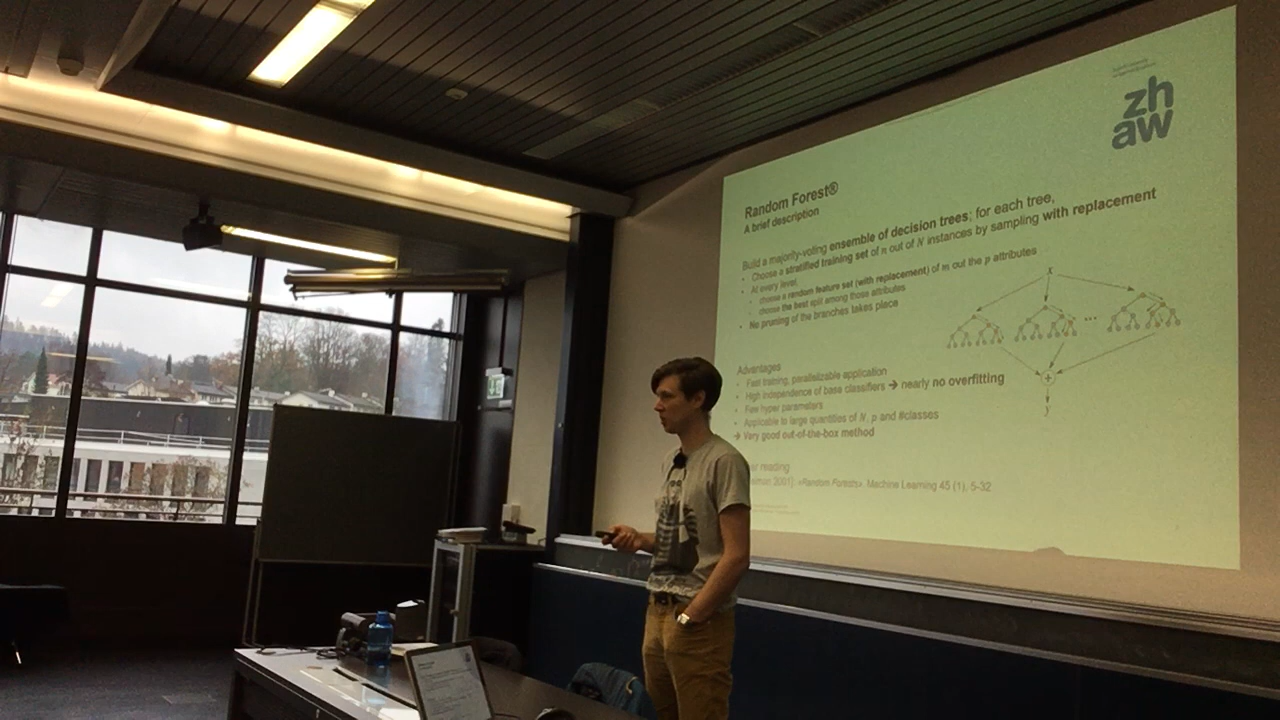 zh
aw
Random Forest®
A brief description
Build a majority-voting ensemble of decision trees; for each tree,
• Choose a stratified training set of n out of N instances by sampling with replacement
• At every level,
• choose a random feature set (with replacement) of m out the p attributes
• choose the best split among those attributes
• No pruning of the branches takes place
x
...
+
y
Advantages
• Fast training, parallelizable application
• High independence of base classifiers → nearly no overfitting
• Few hyper parameters
• Applicable to large quantities of N, p and #classes
→ Very good out-of-the-box method
reading
2001]: «Random Forests». Machine Learning 45 (1), 5-32